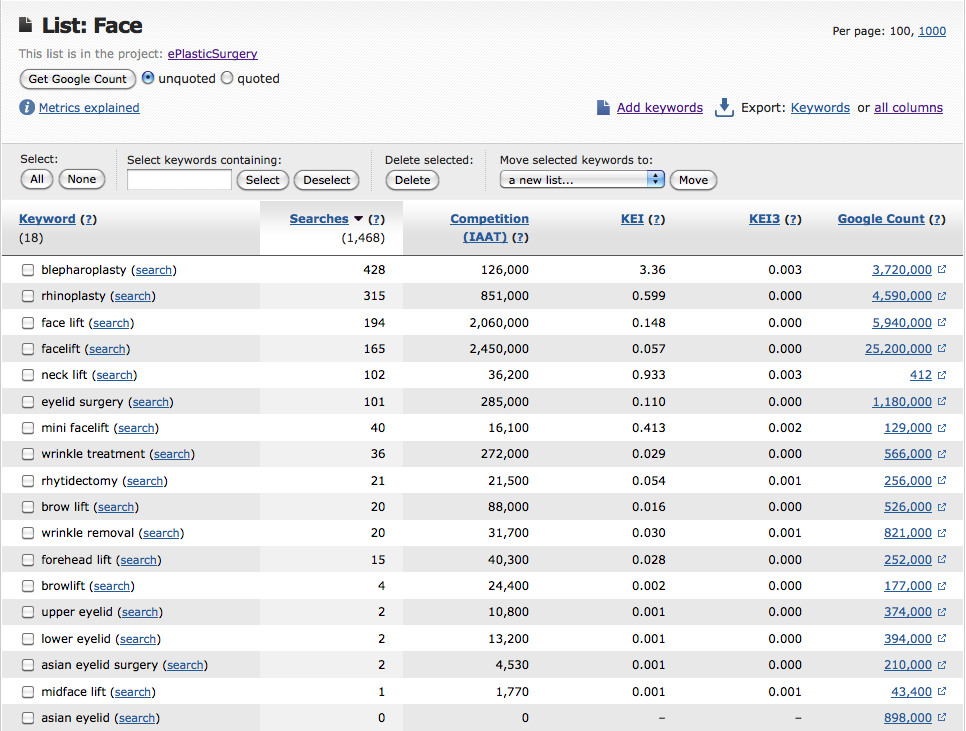 List: Face
Per page: 100, 1000
This list is in the project: ePlasticSurgery
Get Google Count unquoted quoted
i Metrics explained Add keywords Export: Keywords or all columns
Select: Select keywords containing: Delete selected: Move selected keywords to:
All None Select Deselect Delete a new list... Move
Keyword (?) Searches (?) Competition KEI (?) KEI3 (?) Google Count (?)
(18) (1,468) (IAAT) (?)
blepharoplasty (search) 428 126,000 3.36 0.003 3,720,000
rhinoplasty (search) 315 851,000 0.599 0.000 4,590,000
face lift (search) 194 2,060,000 0.148 0.000 5,940,000
facelift (search) 165 2,450,000 0.057 0.000 25,200,000
neck lift (search) 102 36,200 0.933 0.003 412
eyelid surgery (search) 101 285,000 0.110 0.000 1,180,000
mini facelift (search) 40 16,100 0.413 0.002 129,000
wrinkle treatment (search) 36 272,000 0.029 0.000 566,000
rhytidectomy (search) 21 21,500 0.054 0.001 256,000
brow lift (search) 20 88,000 0.016 0.000 526,000
wrinkle removal (search) 20 31,700 0.030 0.001 821,000
forehead lift (search) 15 40,300 0.028 0.000 252,000
browlift (search) 4 24,400 0.002 0.000 177,000
upper eyelid (search) 2 10,800 0.001 0.000 374,000
lower eyelid (search) 2 13,200 0.001 0.000 394,000
asian eyelid surgery (search) 2 4,530 0.001 0.000 210,000
midface lift (search) 1 1,770 0.001 0.001 43,400
asian eyelid (search) 0 0 – – 898,000